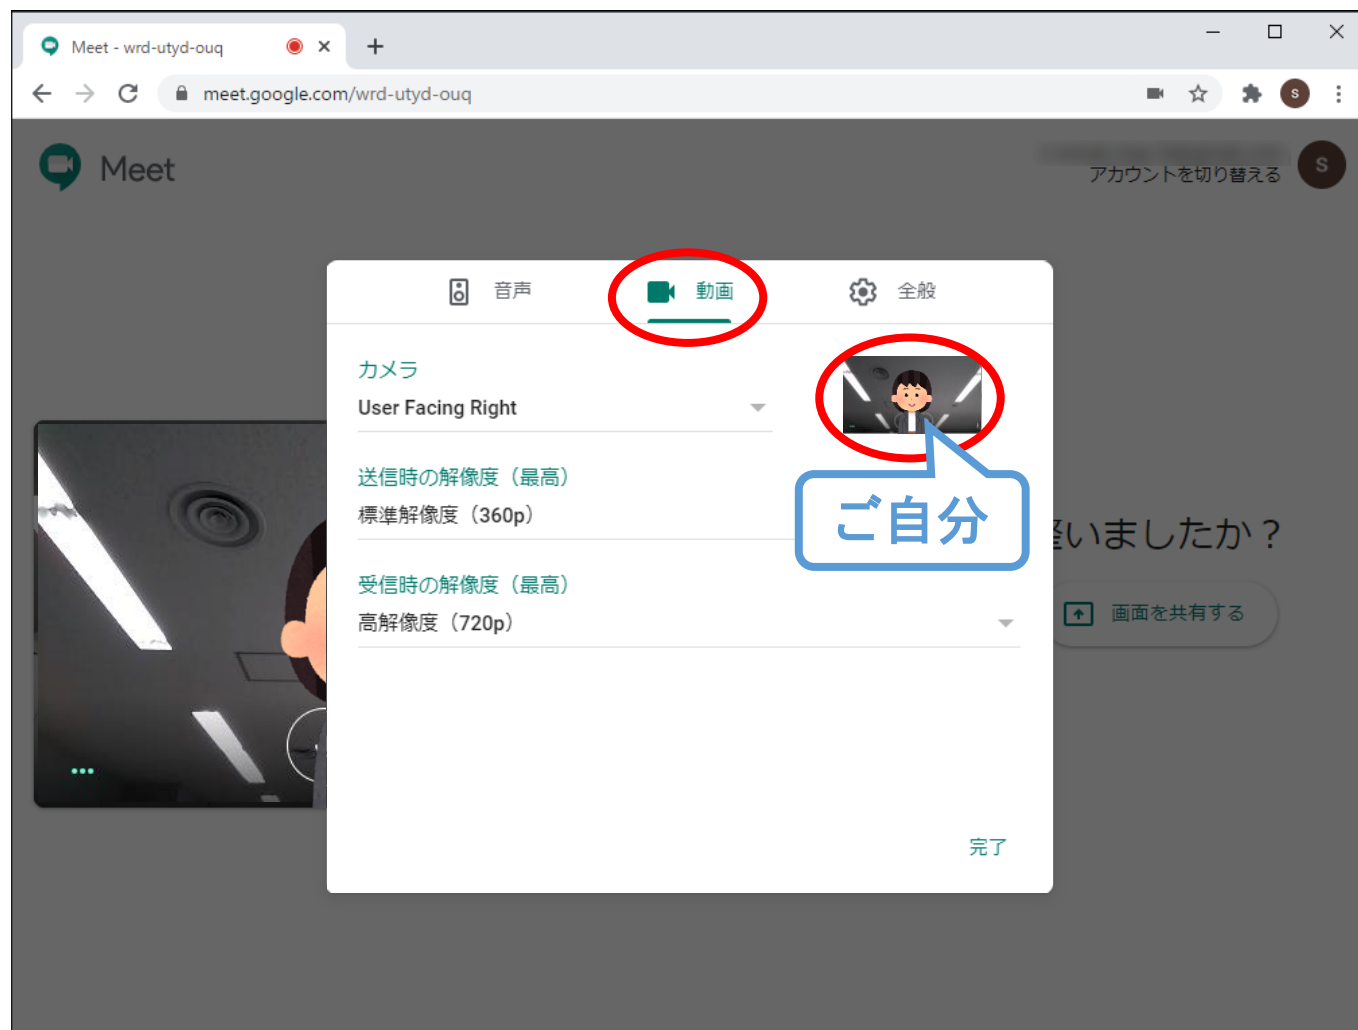 Meet - wrd-utyd-ouq
meet.google.com/wrd-utyd-ouq
S
Meet
アカウントを切り替える
S
音声
動画
全般
カメラ
User Facing Right
送信時の解像度（最高）
標準解像度（360p）
ご自分
いましたか？
受信時の解像度（最高）
高解像度（720p）
画面を共有する
完了